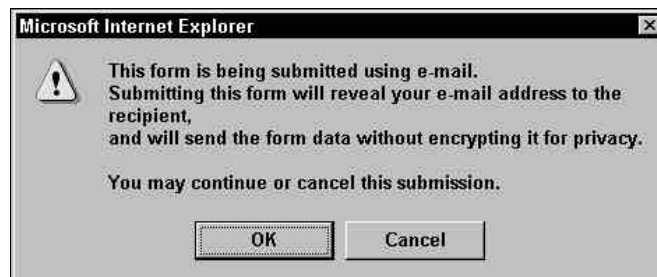 Microsoft Internet Explorer
This form is being submitted using e-mail.
Submitting this form will reveal your e-mail address to the
recipient,
and will send the form data without encrypting it for privacy.
You may continue or cancel this submission.
OK Cancel